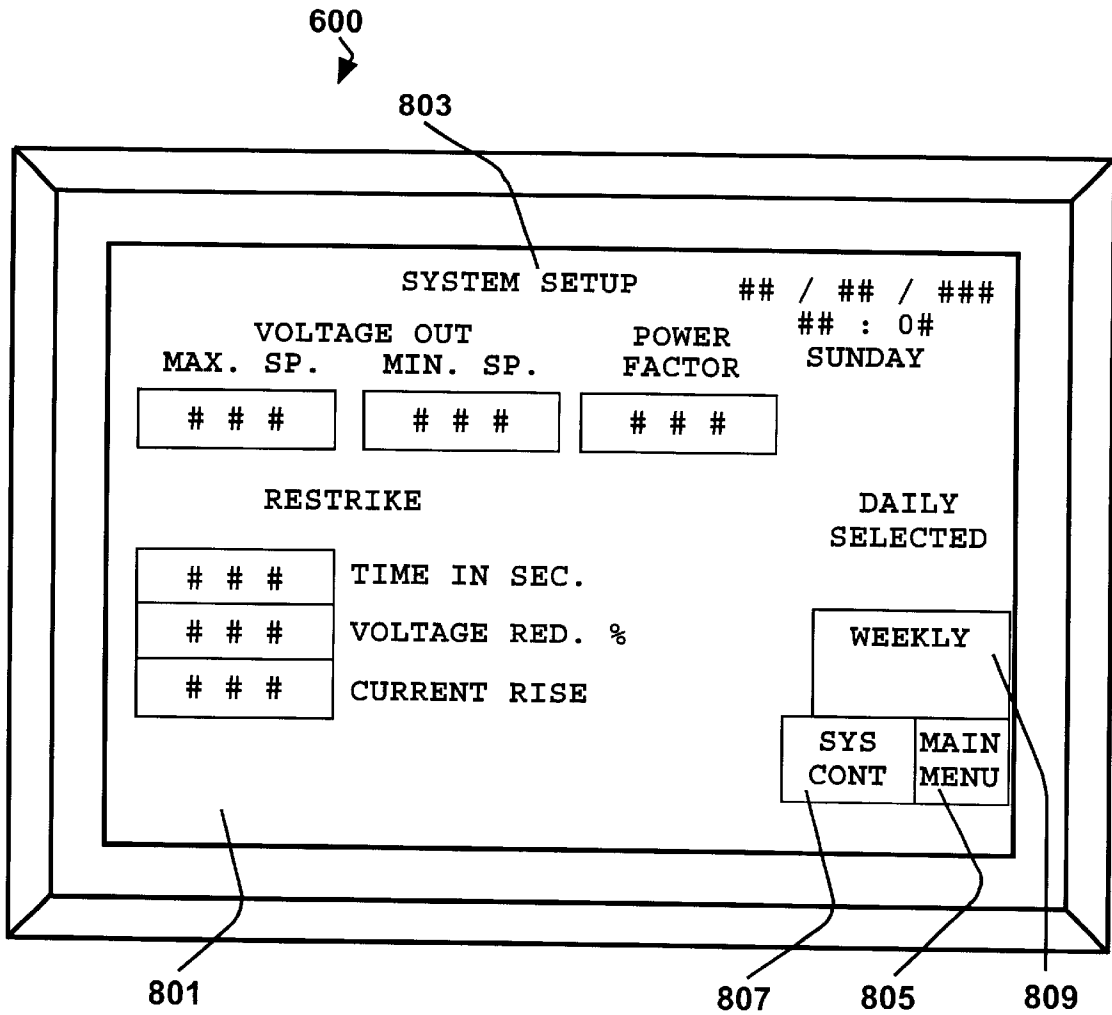 600
803
SYSTEM SETUP
## / ## / ###
## : 0#
SUNDAY
VOLTAGE OUT
MAX. SP. MIN. SP.
POWER
FACTOR
# # # # # # # # #
RESTRIKE
DAILY
SELECTED
# # # TIME IN SEC.
# # # VOLTAGE RED. %
# # # CURRENT RISE
WEEKLY
SYS
CONT
MAIN
MENU
801
807
805
809